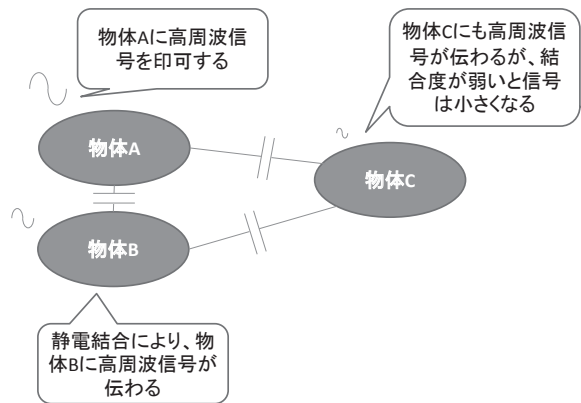 物体Aに高周波信
号を印可する
物体Cにも高周波信
号が伝わるが、結
合度が弱いと信号
は小さくなる
物体A
物体C
物体B
静電結合により、物
体Bに高周波信号が
伝わる